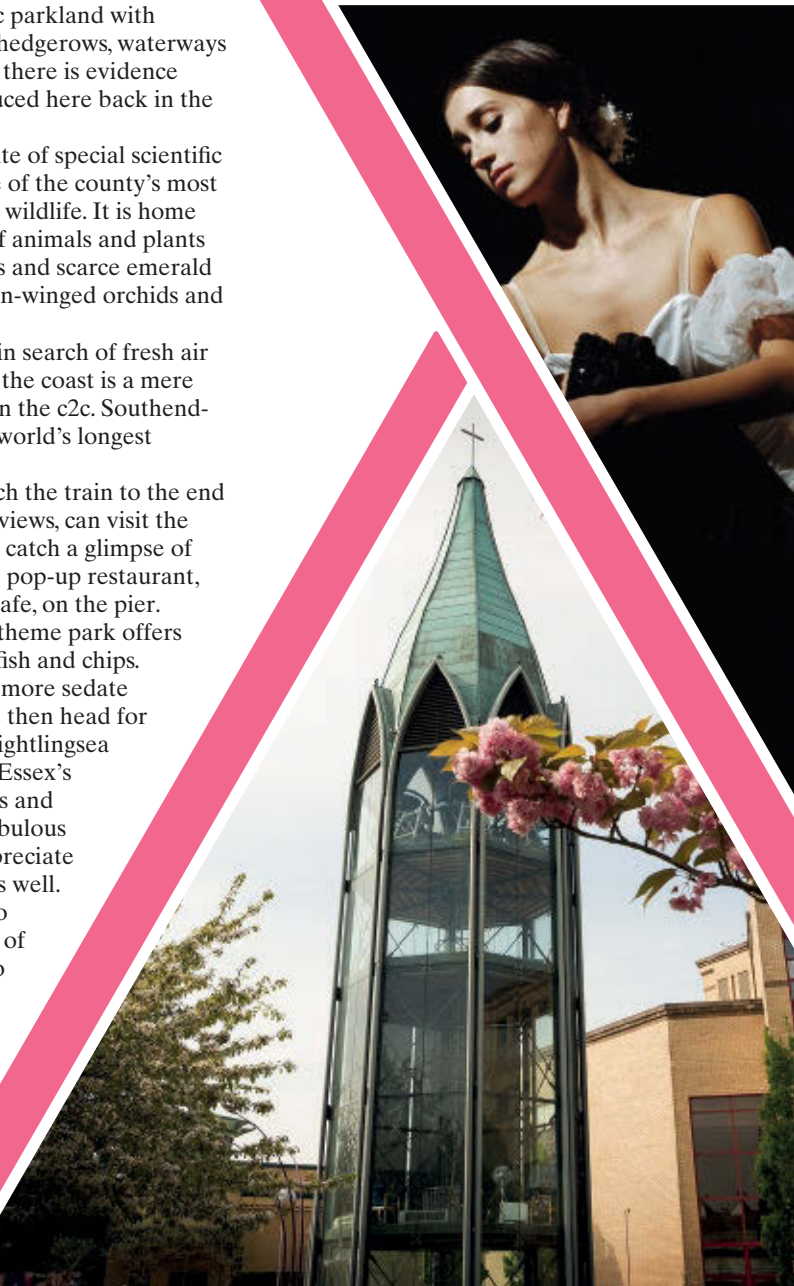 c parkland with
hedgerows, waterways
there is evidence
uced here back in the
te of special scientific
e of the county's most
wildlife. It is home
f animals and plants
s and scarce emerald
n-winged orchids and
in search of fresh air
the coast is a mere
n the c2c. Southend-
world's longest
ch the train to the end
views, can visit the
catch a glimpse of
pop-up restaurant,
afe, on the pier.
theme park offers
fish and chips.
more sedate
then head for
ightlingsea
Essex's
s and
bulous
preciate
s well.
o
of
o